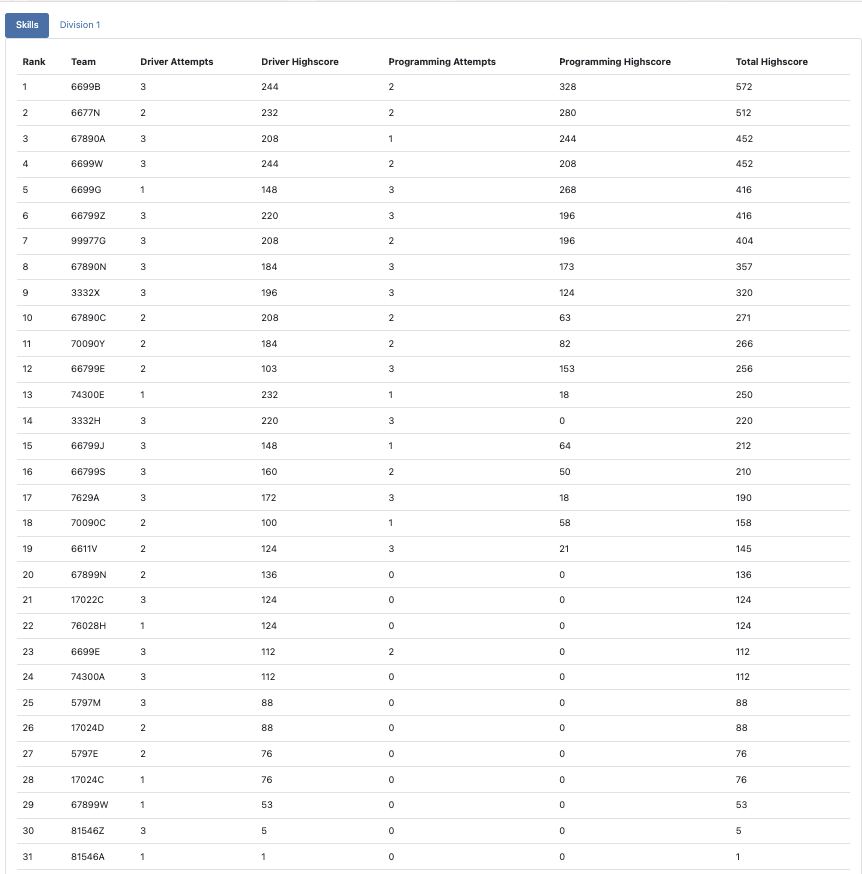 Skills Division 1
Rank Team Driver Attempts Driver Highscore Programming Attempts Programming Highscore Total Highscore
1 6699B 3 244 2 328 572
2 6677N 2 232 2 280 512
3 67890A 3 208 1 244 452
4 6699W 3 244 2 208 452
5 6699G 1 148 3 268 416
6 66799Z 3 220 3 196 416
7 99977G 3 208 2 196 404
8 67890N 3 184 3 173 357
9 3332X 3 196 3 124 320
10 67890C 2 208 2 63 271
11 70090Y 2 184 2 82 266
12 66799E 2 103 3 153 256
13 74300E 1 232 1 18 250
14 3332H 3 220 3 0 220
15 66799J 3 148 1 64 212
16 66799S 3 160 2 50 210
17 7629A 3 172 3 18 190
18 70090C 2 100 1 58 158
19 6611V 2 124 3 21 145
20 67899N 2 136 0 0 136
21 17022C 3 124 0 0 124
22 76028H 1 124 0 0 124
23 6699E 3 112 2 0 112
24 74300A 3 112 0 0 112
25 5797M 3 88 0 0 88
26 17024D 2 88 0 0 88
27 5797E 2 76 0 0 76
28 17024C 1 76 0 0 76
29 67899W 1 53 0 0 53
30 81546Z 3 5 0 0 5
31 81546A 1 1 0 0 1